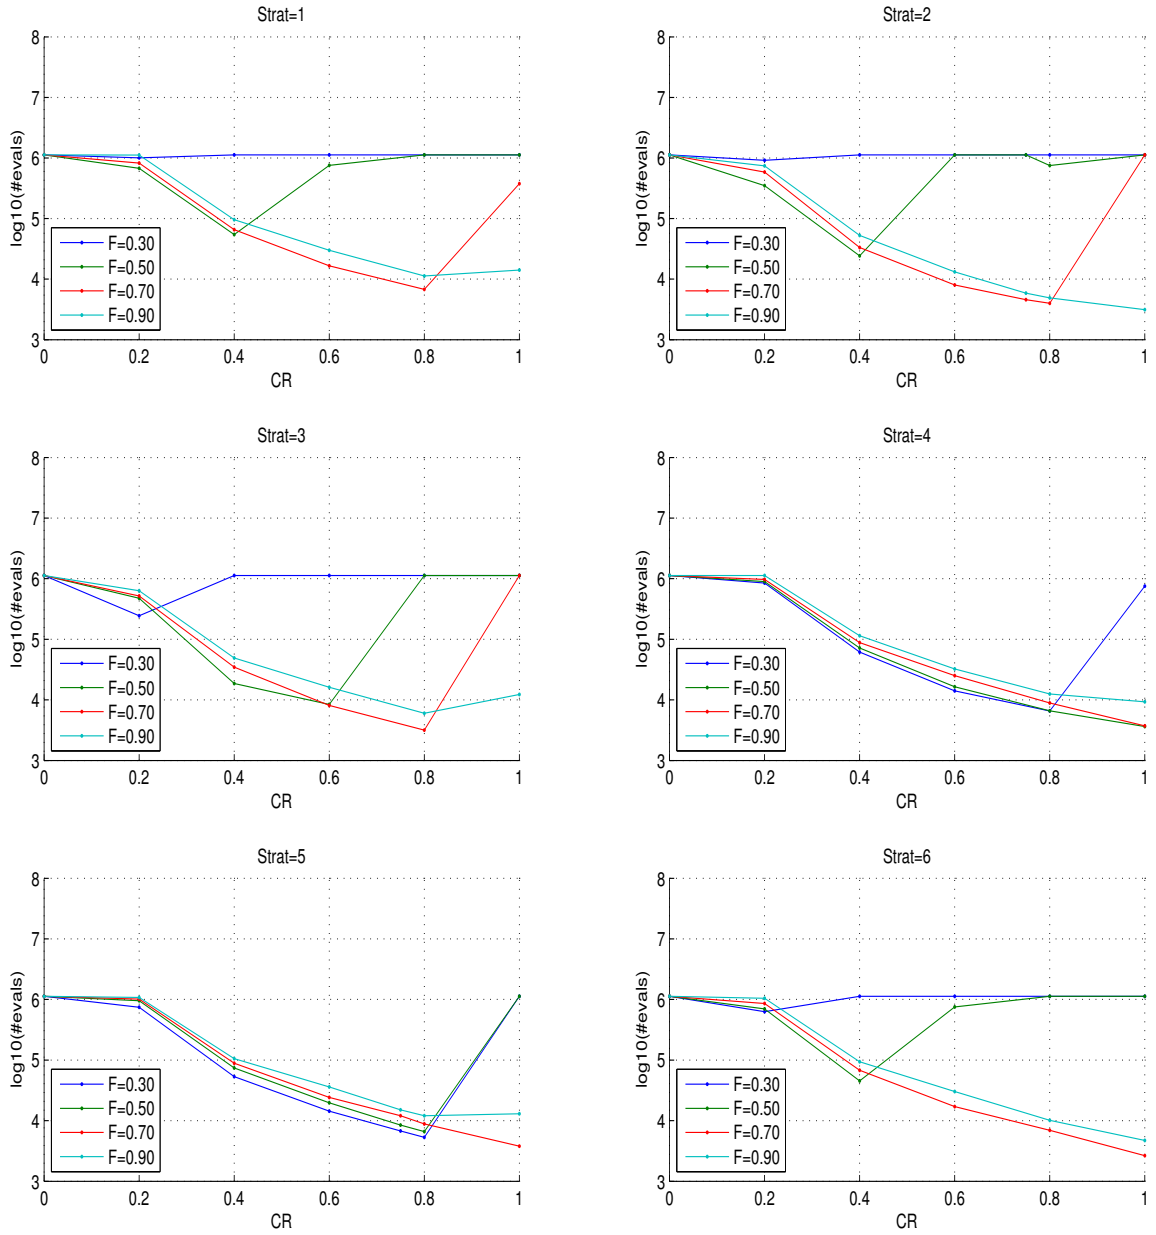 Strat=1
8
7
6
5
4
3
log10(#evals)
F=0.30
F=0.50
F=0.70
F=0.90
0 0.2 0.4 0.6 0.8 1
CR
Strat=2
8
7
6
5
4
3
log10(#evals)
F=0.30
F=0.50
F=0.70
F=0.90
0 0.2 0.4 0.6 0.8 1
CR
Strat=3
8
7
6
5
4
3
log10(#evals)
F=0.30
F=0.50
F=0.70
F=0.90
0 0.2 0.4 0.6 0.8 1
CR
Strat=4
8
7
6
5
4
3
log10(#evals)
F=0.30
F=0.50
F=0.70
F=0.90
0 0.2 0.4 0.6 0.8 1
CR
Strat=5
8
7
6
5
4
3
log10(#evals)
F=0.30
F=0.50
F=0.70
F=0.90
0 0.2 0.4 0.6 0.8 1
CR
Strat=6
8
7
6
5
4
3
log10(#evals)
F=0.30
F=0.50
F=0.70
F=0.90
0 0.2 0.4 0.6 0.8 1
CR